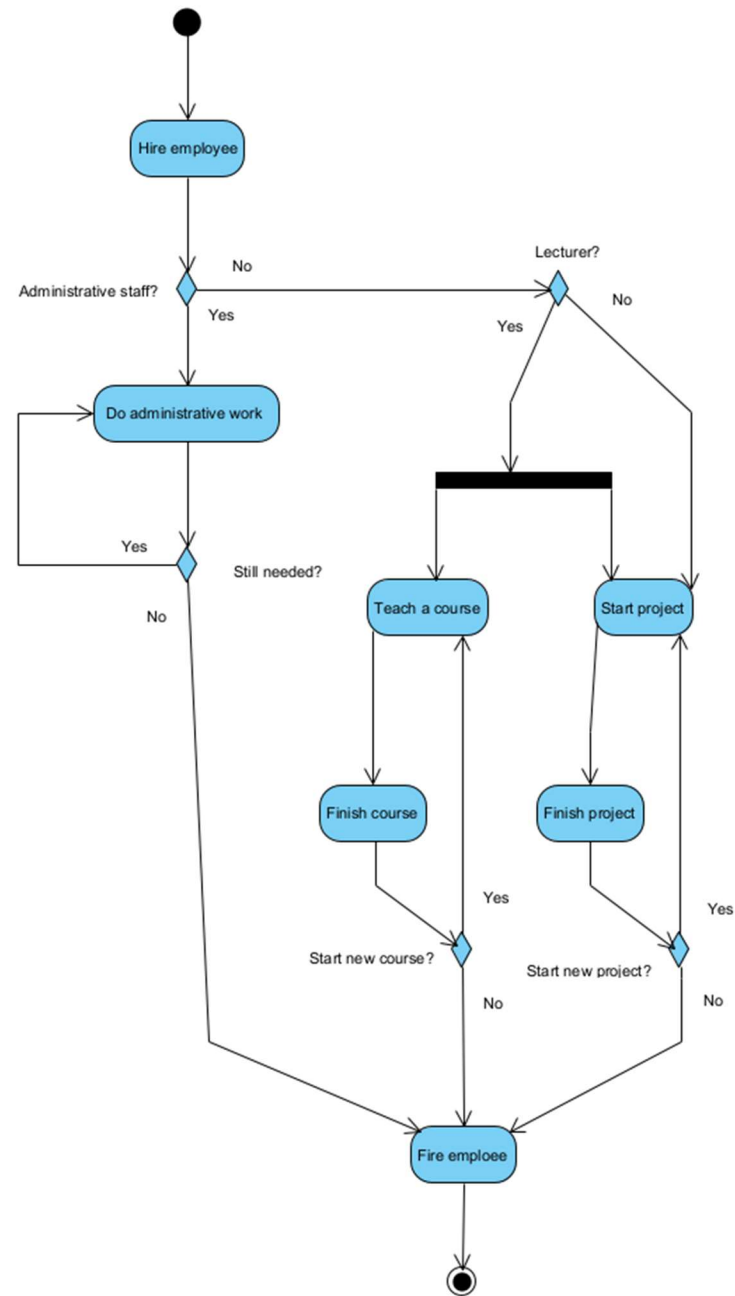 Hire employee
Lecturer?
No
Administrative staff?
No
Yes
Yes
Do administrative work
Yes
Still needed?
No
Teach a course
Start project
Finish course
Finish project
Yes
Yes
Start new course?
Start new project?
No
No
Fire emploee